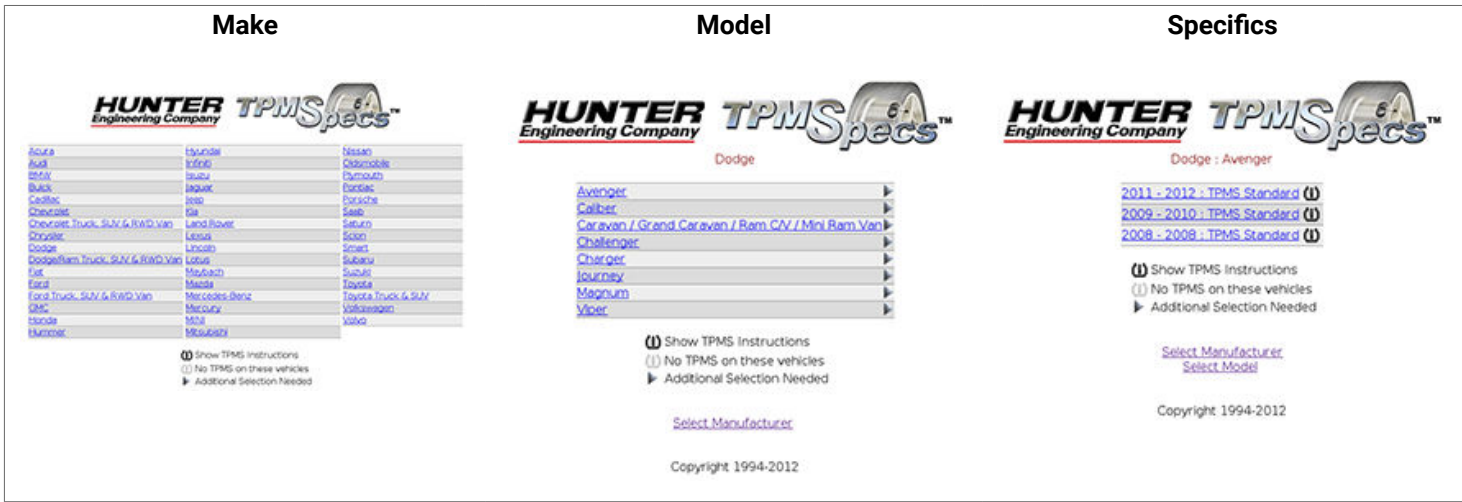 Make
HUNTER
Engineering Company
TPMSpecs™
Acura Hyundai Nissan
Audi Infiniti Oldsmobile
BMW Isuzu Plymouth
Buick Jaguar Pontiac
Cadillac Jeep Porsche
Chevrolet Kia Saab
Chevrolet Truck, SUV & RWD Van Land Rover Saturn
Chrysler Lexus Scion
Dodge Lincoln Smart
Dodge/Ram Truck, SUV & RWD Van Lotus Subaru
Fiat Maybach Suzuki
Ford Mazda Toyota
Ford Truck, SUV & RWD Van Mercedes-Benz Toyota Truck & SUV
GMC Mercury Volkswagen
Honda MINI Volvo
Hummer Mitsubishi
Show TPMS Instructions
No TPMS on these vehicles
Additional Selection Needed
Model
HUNTER
Engineering Company
TPMSpecs™
Dodge
Avenger
Caliber
Caravan / Grand Caravan / Ram C/V / Mini Ram Van
Challenger
Charger
Journey
Magnum
Viper
Show TPMS Instructions
No TPMS on these vehicles
Additional Selection Needed
Select Manufacturer
Copyright 1994-2012
Specifics
HUNTER
Engineering Company
TPMSpecs™
Dodge : Avenger
2011 - 2012 : TPMS Standard
2009 - 2010 : TPMS Standard
2008 - 2008 : TPMS Standard
Show TPMS Instructions
No TPMS on these vehicles
Additional Selection Needed
Select Manufacturer
Select Model
Copyright 1994-2012